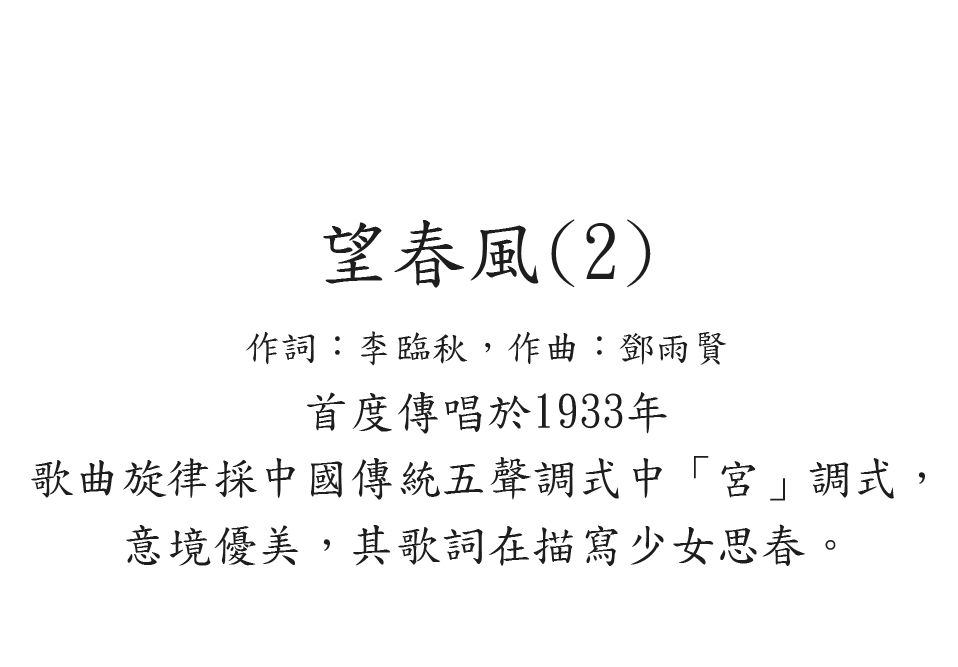 望春風(2)
作詞：李臨秋，作曲：鄧雨賢
首度傳唱於1933年
歌曲旋律採中國傳統五聲調式中「宮」調式，
意境優美，其歌詞在描寫少女思春。